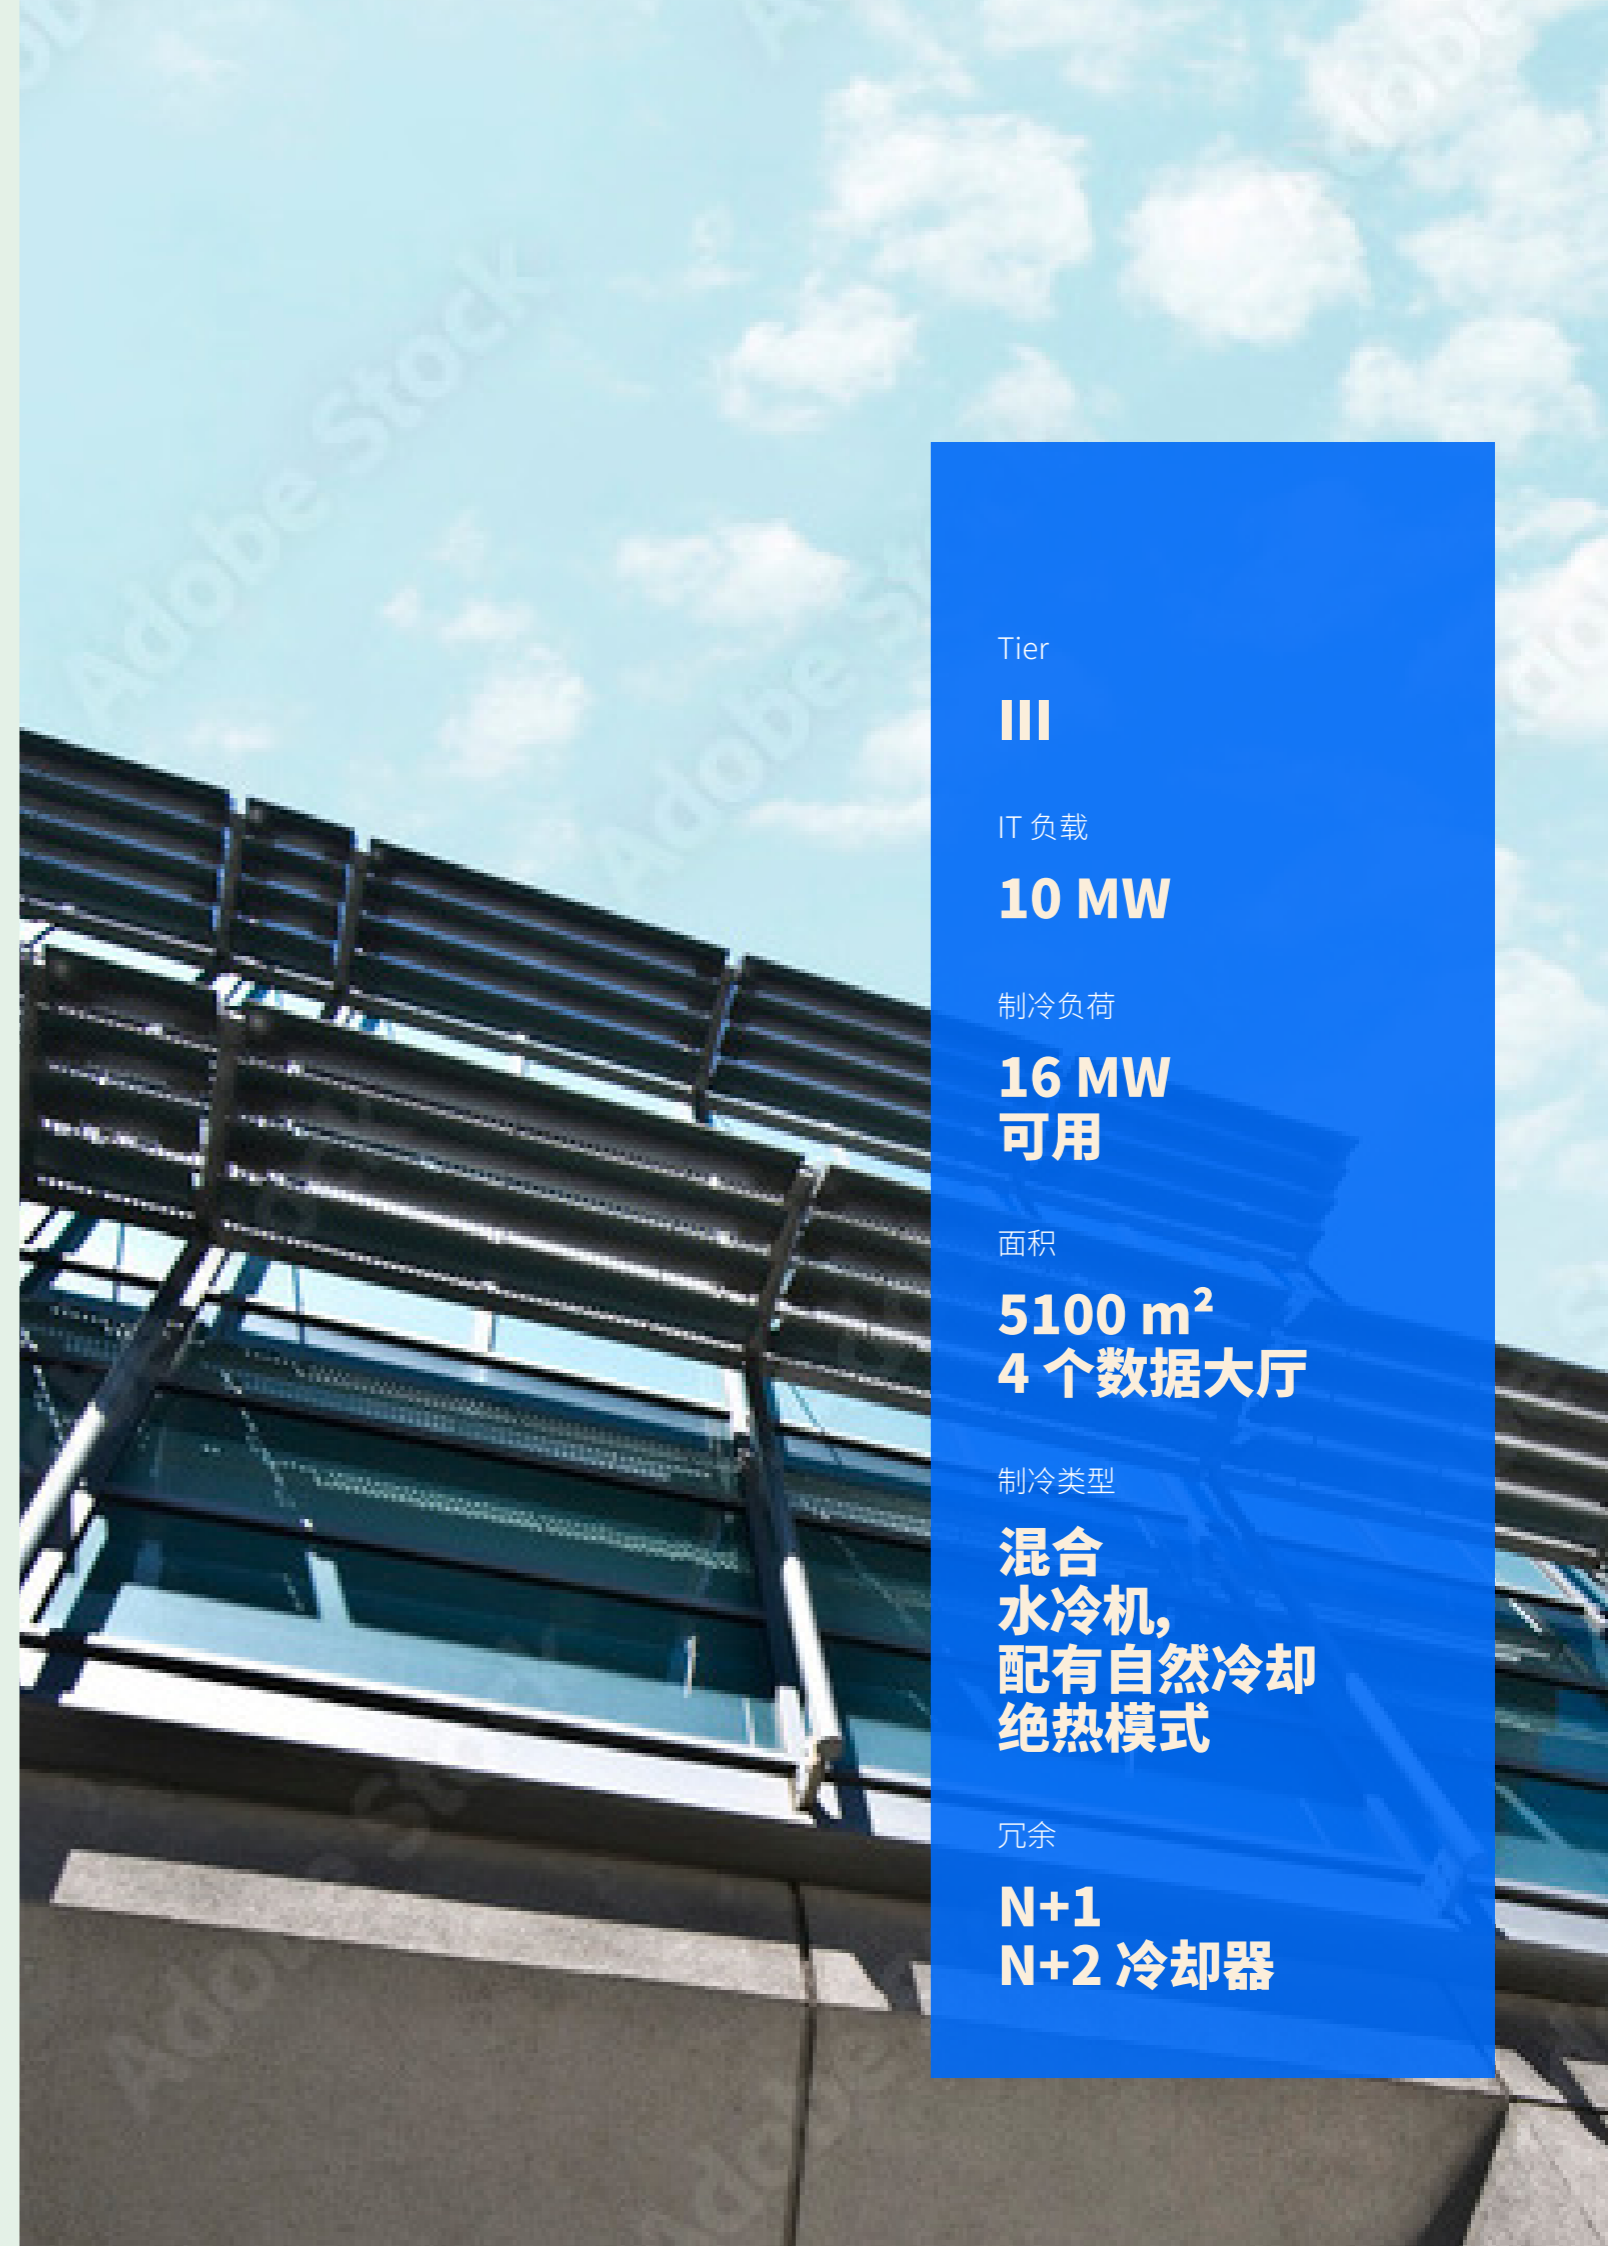 Adobe Stock
Tier
III
IT 负载
10 MW
制冷负荷
16 MW
可用
面积
5100 m²
4 个数据大厅
制冷类型
混合
水冷机，
配有自然冷却
绝热模式
冗余
N+1
N+2 冷却器